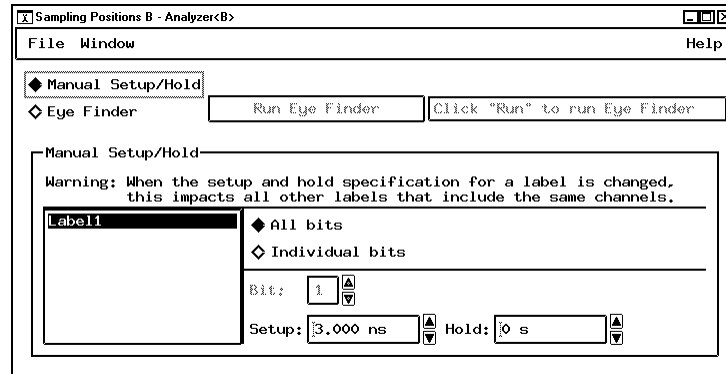 Sampling Positions B - Analyzer<B>
File Window Help
Manual Setup/Hold
Eye Finder Run Eye Finder Click "Run" to run Eye Finder
Manual Setup/Hold
Warning: When the setup and hold specification for a label is changed,
this impacts all other labels that include the same channels.
Label1
All bits
Individual bits
Bit: 1
Setup: 3.000 ns Hold: 0 s